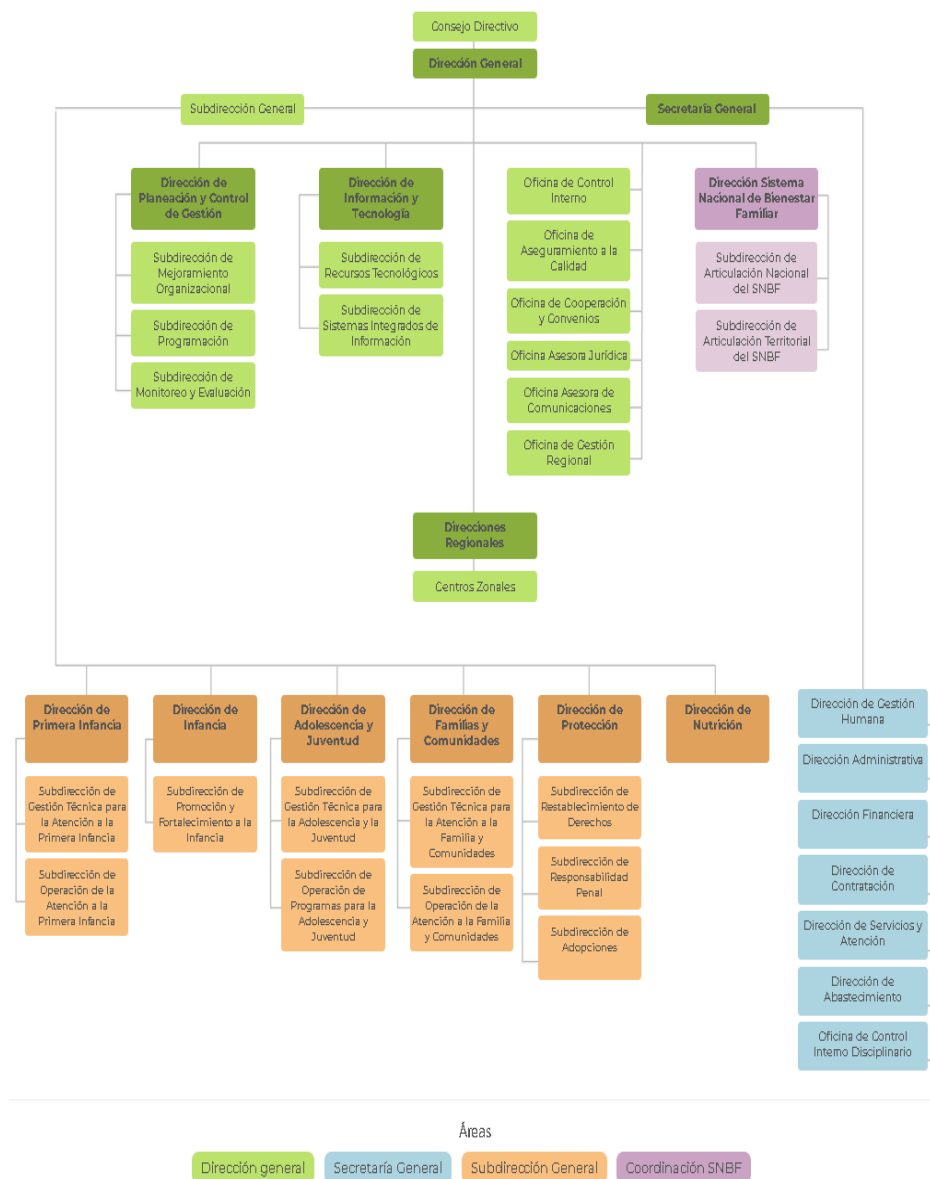 Consejo Directivo
Dirección General
Subdirección General
Secretaría General
Dirección de
Planeación y Control
de Gestión
Subdirección de
Mejoramiento
Organizacional
Subdirección de
Programación
Subdirección de
Monitoreo y Evaluación
Dirección de
Información y
Tecnología
Subdirección de
Recursos Tecnológicos
Subdirección de
Sistemas Integrados de
Información
Oficina de Control
Interno
Oficina de
Aseguramiento a la
Calidad
Oficina de Cooperación
y Convenios
Oficina Asesora Jurídica
Oficina Asesora de
Comunicaciones
Oficina de Gestión
Regional
Dirección Sistema
Nacional de Bienestar
Familiar
Subdirección de
Articulación Nacional
del SNBF
Subdirección de
Articulación Territorial
del SNBF
Direcciones
Regionales
Centros Zonales
Dirección de
Primera Infancia
Subdirección de
Gestión Técnica para
la Atención a la
Primera Infancia
Subdirección de
Operación de la
Atención a la
Primera Infancia
Dirección de
Infancia
Subdirección de
Promoción y
Fortalecimiento a la
Infancia
Dirección de
Adolescencia y
Juventud
Subdirección de
Gestión Técnica para
la Adolescencia y la
Juventud
Subdirección de
Operación de
Programas para la
Adolescencia y
Juventud
Dirección de
Familias y
Comunidades
Subdirección de
Gestión Técnica para
la Atención a la
Familia y
Comunidades
Subdirección de
Operación de la
Atención a la Familia
y Comunidades
Dirección de
Protección
Subdirección de
Restablecimiento de
Derechos
Subdirección de
Responsabilidad
Penal
Subdirección de
Adopciones
Dirección de
Nutrición
Dirección de Gestión
Humana
Dirección Administrativa
Dirección Financiera
Dirección de
Contratación
Dirección de Servicios y
Atención
Dirección de
Abastecimiento
Oficina de Control
Interno Disciplinario
Áreas
Dirección general
Secretaría General
Subdirección General
Coordinación SNBF